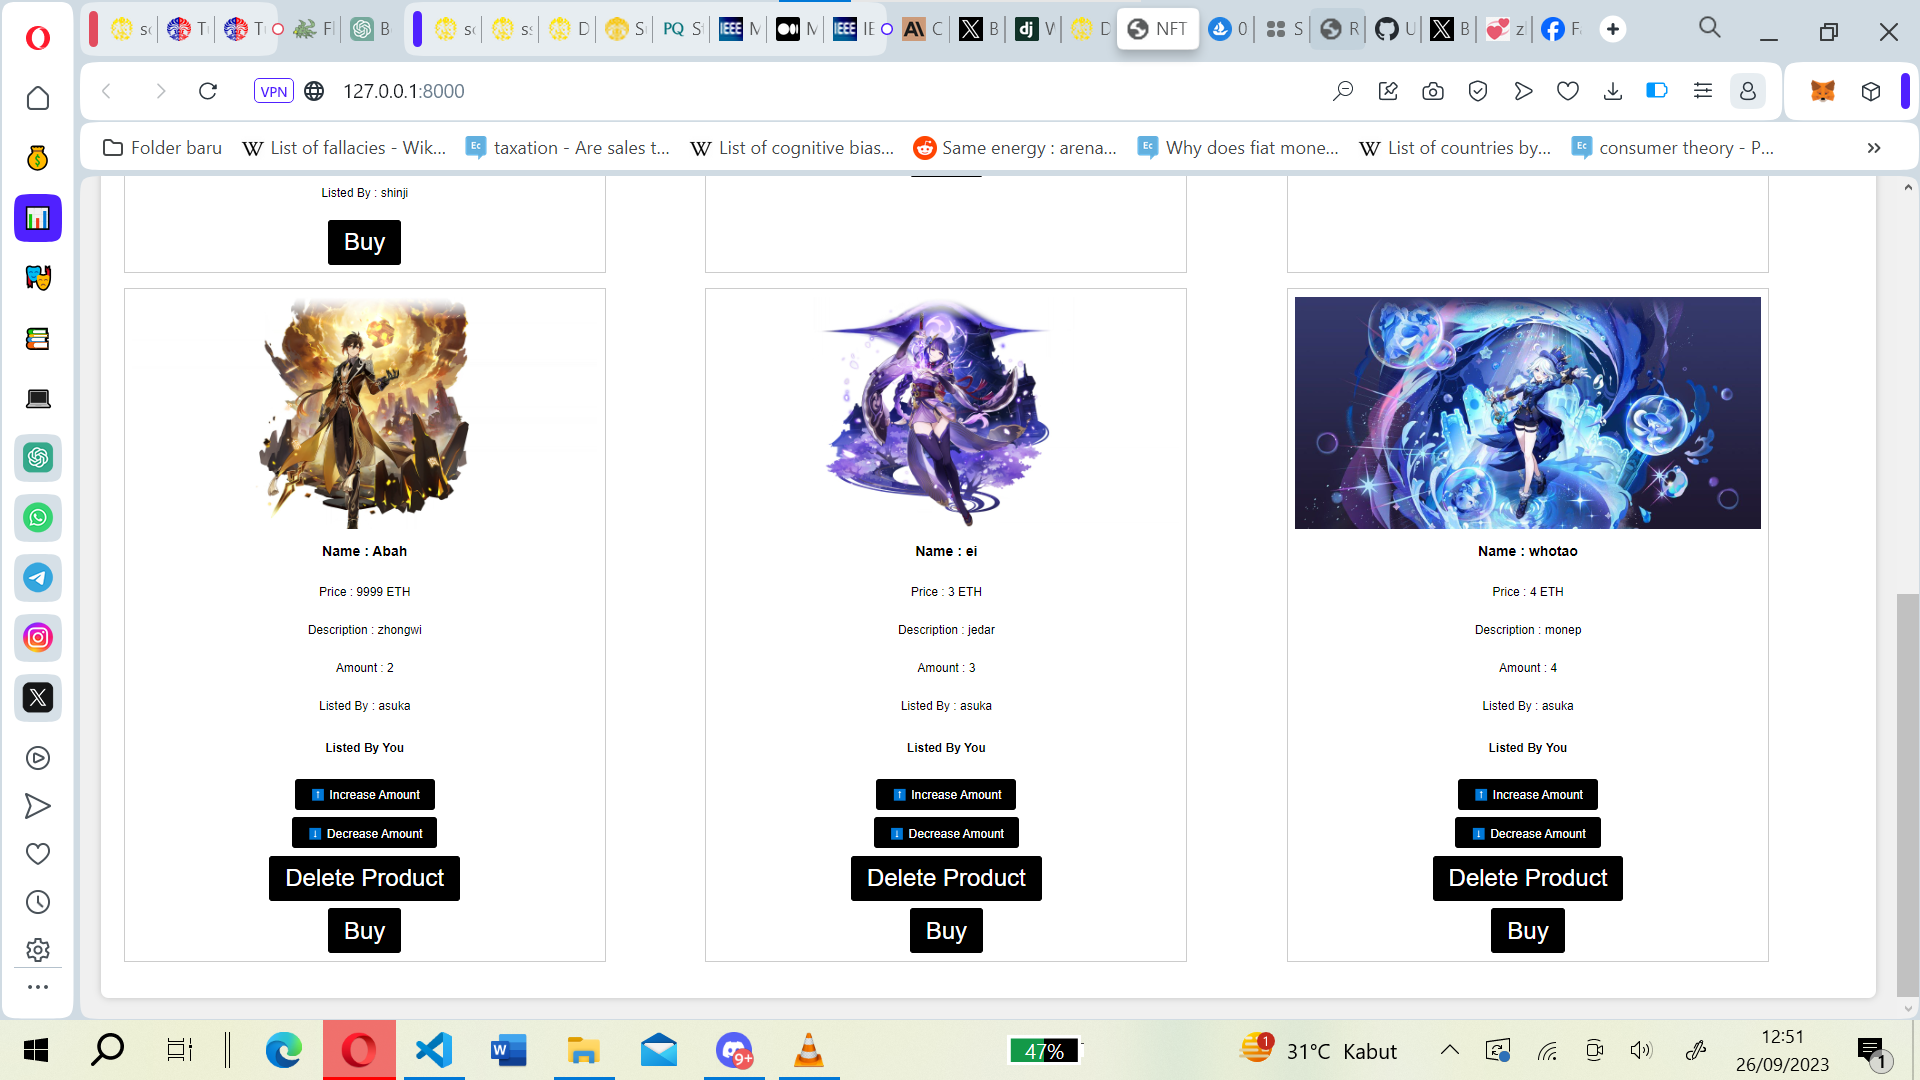 NFT
VPN
127.0.0.1:8000
Folder baru
List of fallacies - Wik...
taxation - Are sales t...
List of cognitive bias...
Same energy : arena...
Why does fiat mone...
List of countries by...
consumer theory - P...
Listed By : shinji
Buy
Name : Abah
Price : 9999 ETH
Description : zhongwi
Amount : 2
Listed By : asuka
Listed By You
Increase Amount
Decrease Amount
Delete Product
Buy
Name : ei
Price : 3 ETH
Description : jedar
Amount : 3
Listed By : asuka
Listed By You
Increase Amount
Decrease Amount
Delete Product
Buy
Name : whotao
Price : 4 ETH
Description : monep
Amount : 4
Listed By : asuka
Listed By You
Increase Amount
Decrease Amount
Delete Product
Buy
9+
47%
1
31°C Kabut
12:51
26/09/2023
1